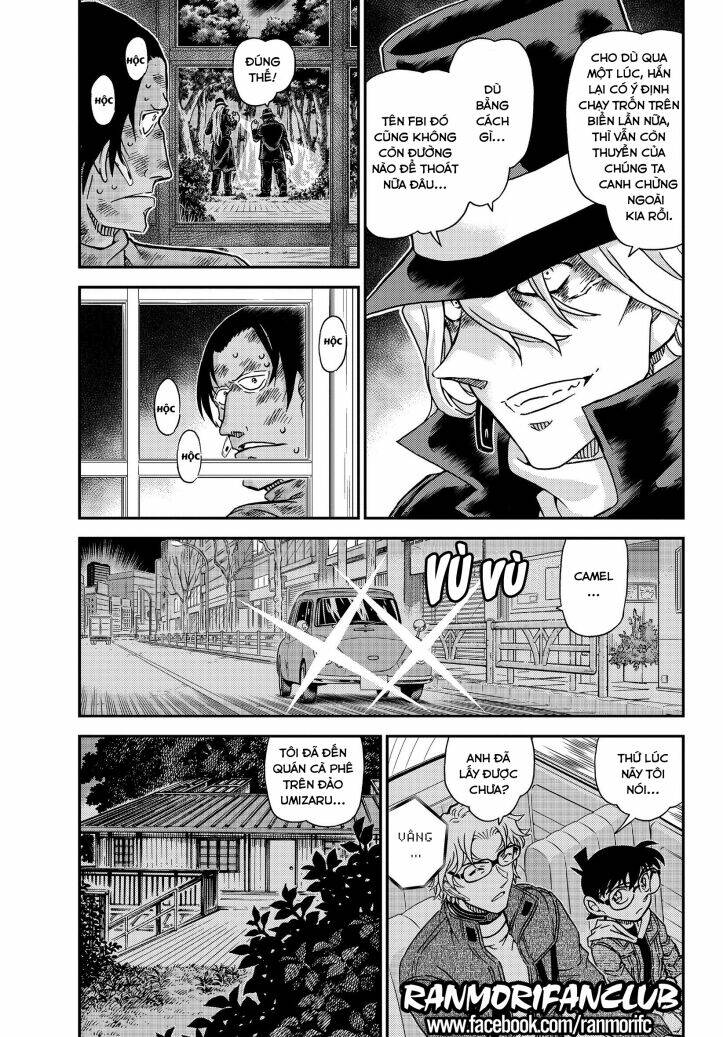 CHO DÙ QUA
MỘT LÚC, HẮN
LẠI CÓ Ý ĐỊNH
CHẠY TRỐN TRÊN
BIỂN LẦN NỮA,
THÌ VẪN CÒN
THUYỀN CỦA
CHÚNG TA
CANH CHỪNG
NGOÀI
KIA RỒI.
DÙ
BẰNG
CÁCH
GÌ...
TÊN FBI ĐÓ
CŨNG KHÔNG
CÒN ĐƯỜNG
NÀO ĐỂ THOÁT
NỮA ĐÂU...
ĐÚNG
THẾ!
HỘC
HỘC
HỘC
HỘC
HỘC
CAMEL
...
VÙ VÙ
THỨ LÚC
NÃY TÔI
NÓI...
ANH ĐÃ
LẤY ĐƯỢC
CHƯA?
VÂNG
...
TÔI ĐÃ ĐẾN
QUÁN CÀ PHÊ
TRÊN ĐẢO
UMIZARU...
RANMORIFANCLUB
www.facebook.com/ranmorifc